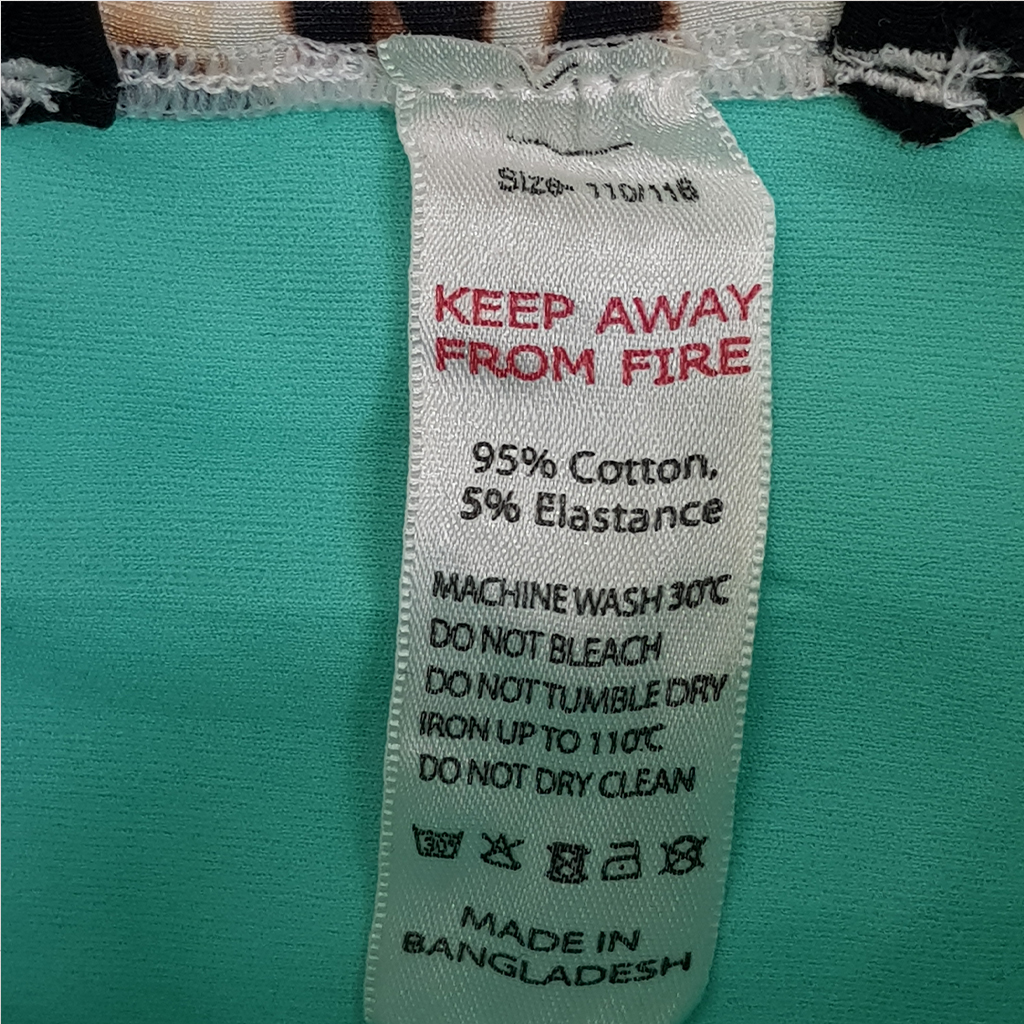 SIZE- 110/116
KEEP AWAY
FROM FIRE
95% Cotton,
5% Elastance
MACHINE WASH 30℃
DO NOT BLEACH
DO NOT TUMBLE DRY
IRON UP TO 110℃
DO NOT DRY CLEAN
30°
MADE IN
BANGLADESH